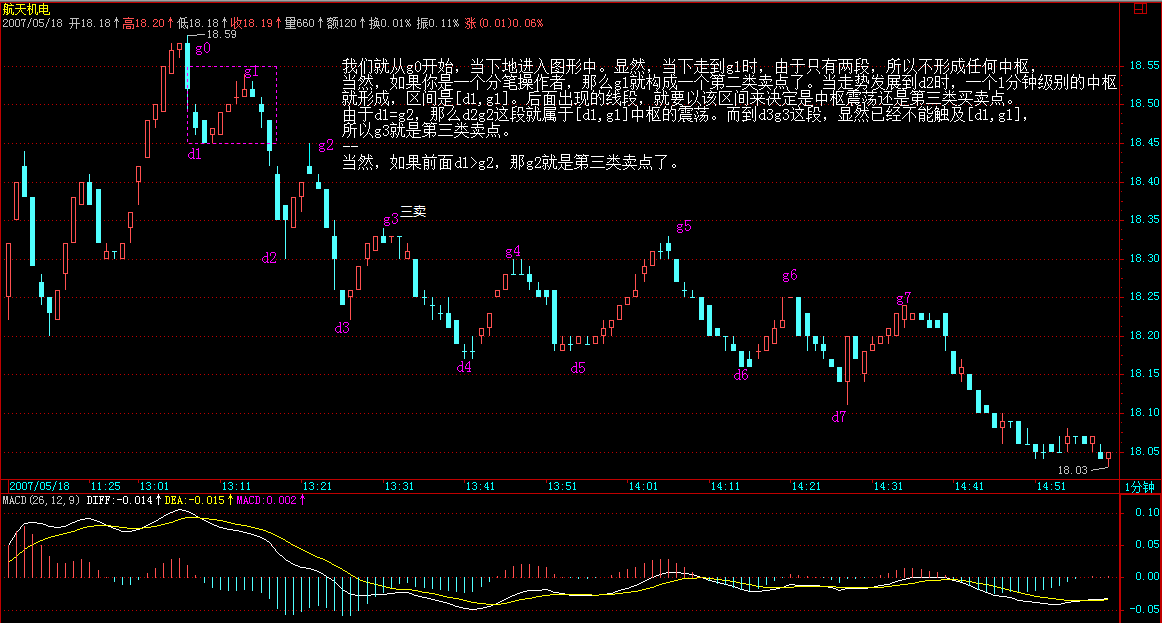 航天机电
2007/05/18 开18.18↑高18.20↑低18.18↑收18.19↑量660↑额120↑换0.01% 振0.11% 涨(0.01)0.06%
18.59
g0
我们就从g0开始，当下地进入图形中。显然，当下走到g1时，由于只有两段，所以不形成任何中枢，
当然，如果你是一个分笔操作者，那么g1就构成一个第二类卖点了。当走势发展到d2时，一个1分钟级别的中枢
就形成，区间是[d1,g1]。后面出现的线段，就要以该区间来决定是中枢震荡还是第三类买卖点。
由于d1=g2，那么d2g2这段就属于[d1,g1]中枢的震荡。而到d3g3这段，显然已经不能触及[d1,g1]，
所以g3就是第三类卖点。
--
当然，如果前面d1>g2，那g2就是第三类卖点了。
g1
d1
g2
d2
g3
三卖
d3
g4
d4
d5
g5
d6
g6
d7
g7
18.03
18.55
18.50
18.45
18.40
18.35
18.30
18.25
18.20
18.15
18.10
18.05
2007/05/18 11:25 13:01 13:11 13:21 13:31 13:41 13:51 14:01 14:11 14:21 14:31 14:41 14:51 1分钟
MACD(26,12,9) DIFF:-0.014↑DEA:-0.015↑MACD:0.002↑
0.10
0.05
0.00
-0.05